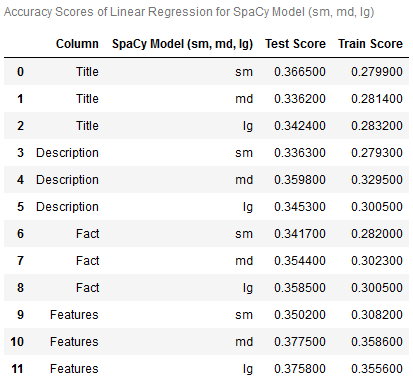 Accuracy Scores of Linear Regression for SpaCy Model (sm, md, lg)
Column SpaCy Model (sm, md, lg) Test Score Train Score
0 Title sm 0.366500 0.279900
1 Title md 0.336200 0.281400
2 Title lg 0.342400 0.283200
3 Description sm 0.336300 0.279300
4 Description md 0.359800 0.329500
5 Description lg 0.345300 0.300500
6 Fact sm 0.341700 0.282000
7 Fact md 0.354400 0.302300
8 Fact lg 0.358500 0.300500
9 Features sm 0.350200 0.308200
10 Features md 0.377500 0.358600
11 Features lg 0.375800 0.355600